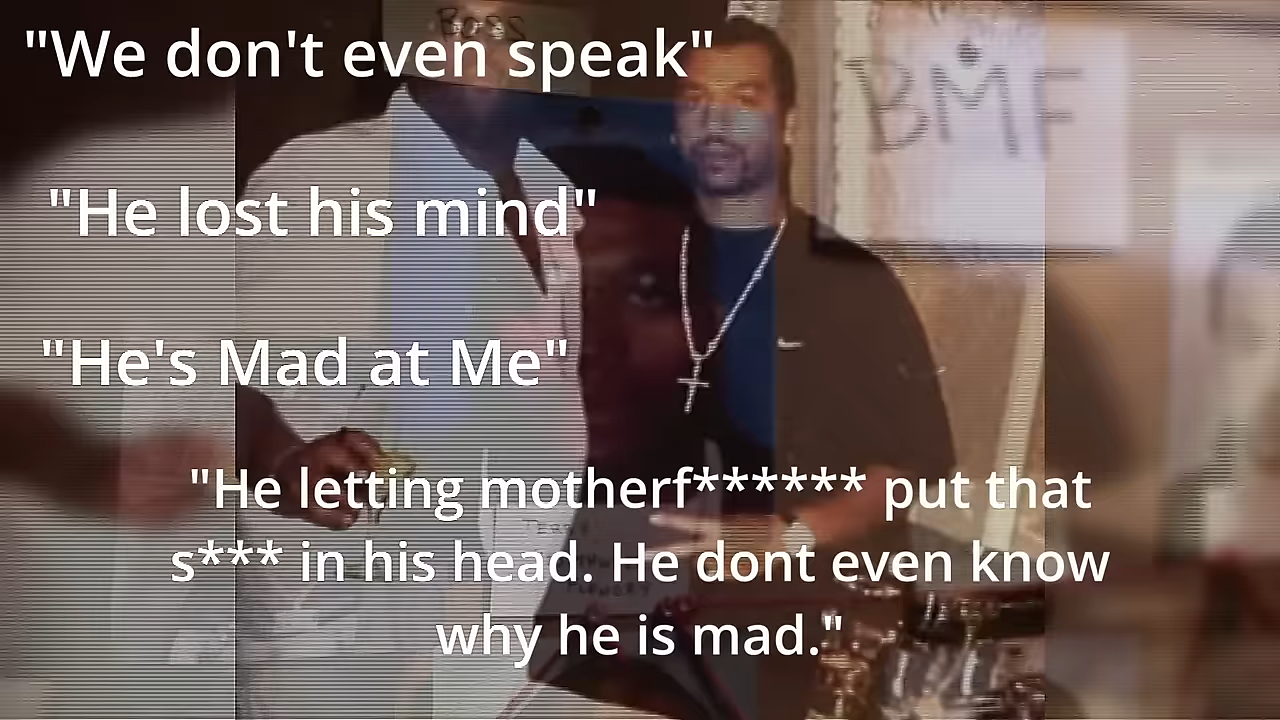 BOSS
"We don't even speak"
BMF
"He lost his mind"
"He's Mad at Me"
"He letting motherf****** put that
s*** in his head. He dont even know
why he is mad."